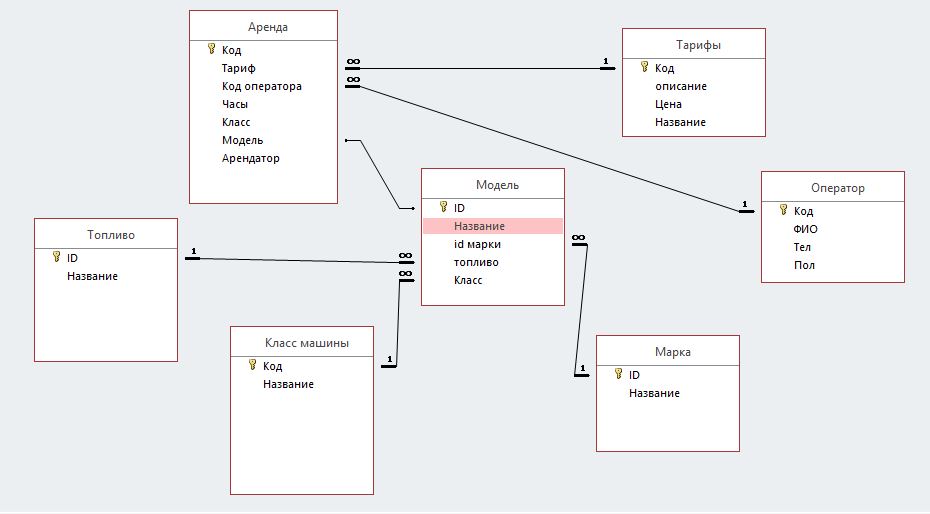 Аренда
Код
Тариф
Код оператора
Часы
Класс
Модель
Арендатор
∞
∞
1
Тарифы
Код
описание
Цена
Название
Модель
ID
Название
id марки
топливо
Класс
∞
∞
∞
1
Оператор
Код
ФИО
Тел
Пол
Топливо
ID
Название
1
Класс машины
Код
Название
1
1
Марка
ID
Название